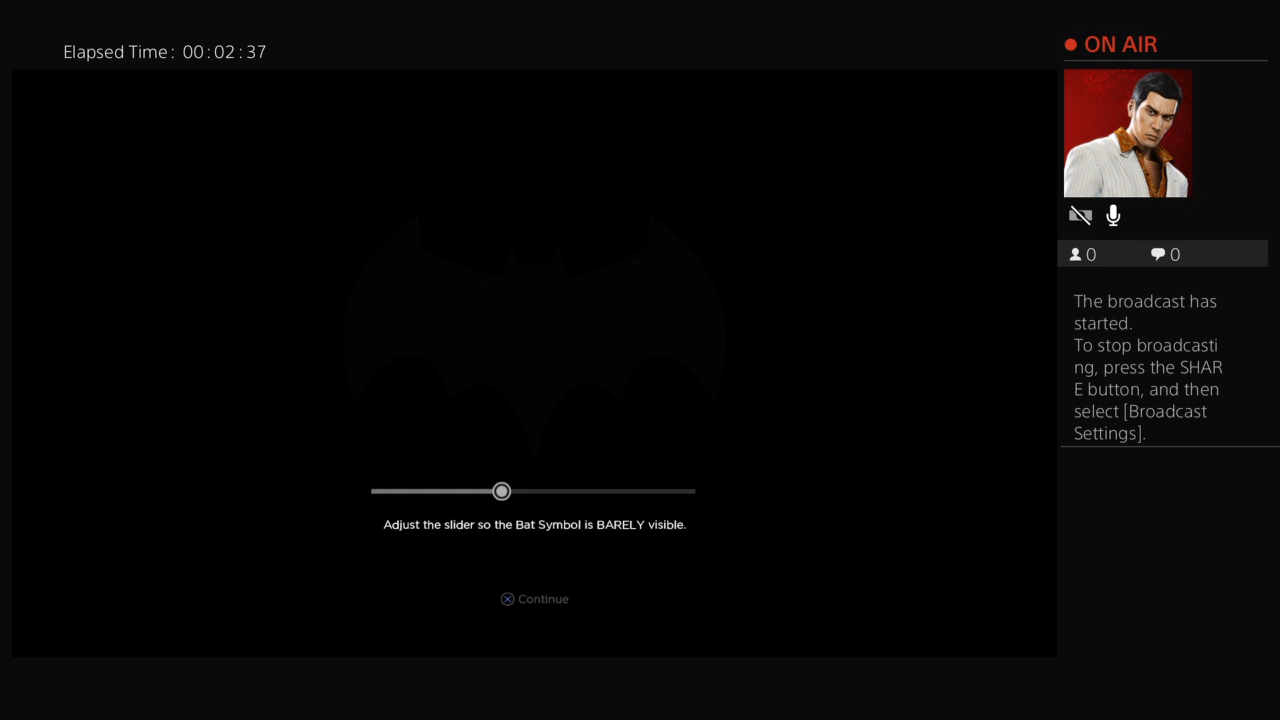 Elapsed Time: 00:02:37
ON AIR
0
0
The broadcast has
started.
To stop broadcasti
ng, press the SHAR
E button, and then
select [Broadcast
Settings].
Adjust the slider so the Bat Symbol is BARELY visible.
Continue